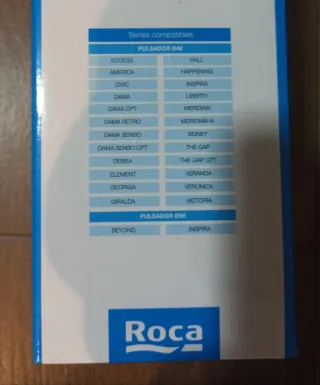 Series compatibles
PULSADOR D46
ACCESS HALL
AMERICA HAPPENING
CIVIC INSPIRA
DAMA LIBERTY
DAMA CPT MERIDIAN
DAMA RETRO MERIDIAN-N
DAMA SENSO SIDNEY
DAMA SENSO CPT THE GAP
DEBBA THE GAP CPT
ELEMENT VERANDA
GEORGIA VERONICA
GIRALDA VICTORIA
PULSADOR D58
BEYOND INSPIRA
Roca